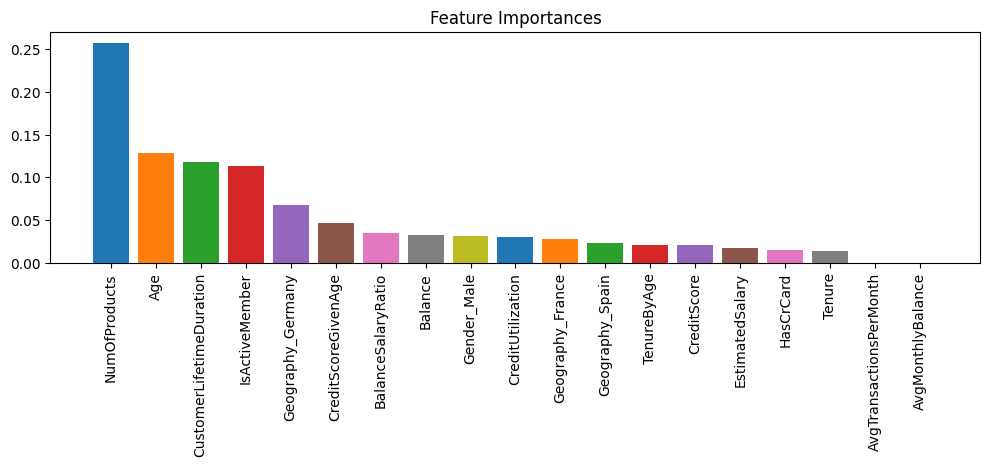 Feature Importances
0.25
0.20
0.15
0.10
0.05
0.00
NumOfProducts
Age
CustomerLifetimeDuration
IsActiveMember
Geography_Germany
CreditScoreGivenAge
BalanceSalaryRatio
Balance
Gender_Male
CreditUtilization
Geography_France
Geography_Spain
TenureByAge
CreditScore
EstimatedSalary
HasCrCard
Tenure
AvgTransactionsPerMonth
AvgMonthlyBalance